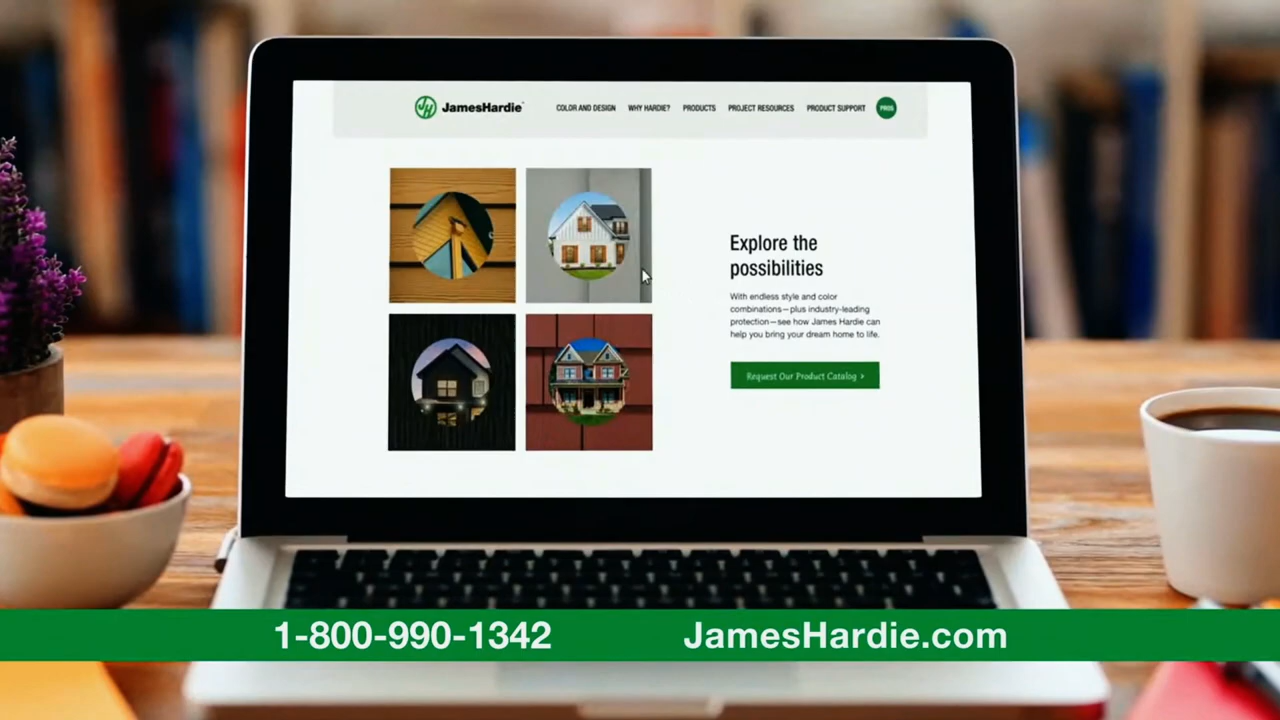 JH JamesHardie™
COLOR AND DESIGN WHY HARDIE? PRODUCTS PROJECT RESOURCES PRODUCT SUPPORT PROS
Explore the
possibilities
With endless style and color
combinations—plus industry-leading
protection—see how James Hardie can
help you bring your dream home to life.
Request Our Product Catalog ›
1-800-990-1342 JamesHardie.com